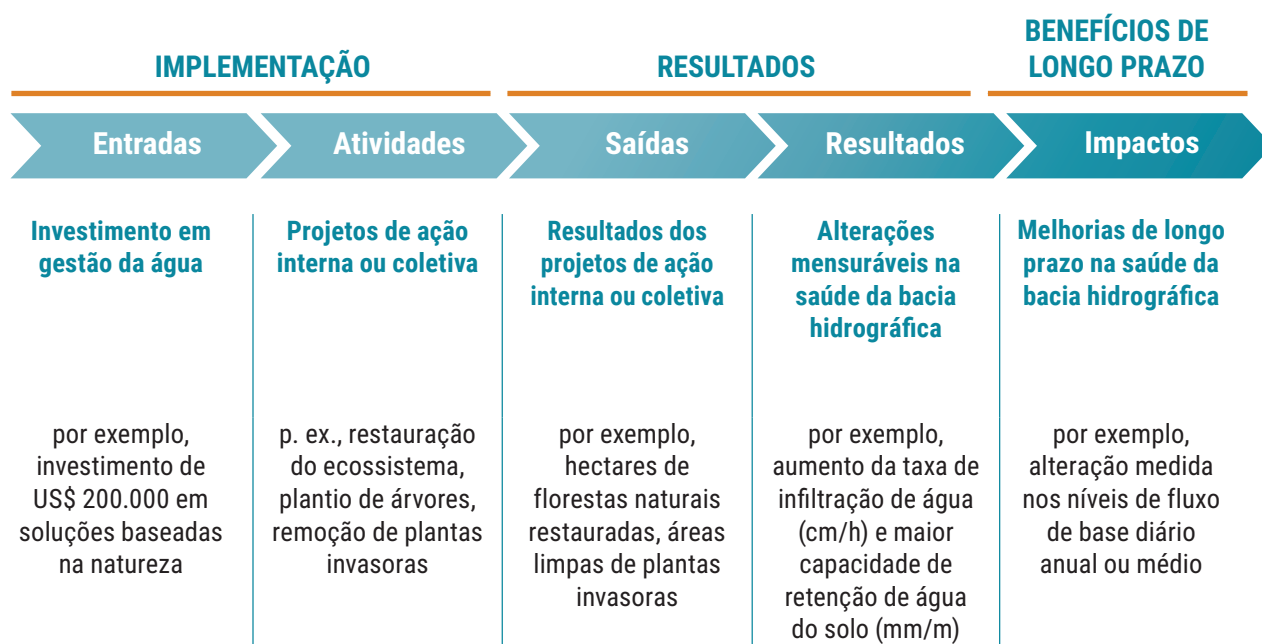 IMPLEMENTAÇÃO
RESULTADOS
BENEFÍCIOS DE
LONGO PRAZO
Entradas
Atividades
Saídas
Resultados
Impactos
Investimento em
gestão da água
Projetos de ação
interna ou coletiva
Resultados dos
projetos de ação
interna ou coletiva
Alterações
mensuráveis na
saúde da bacia
hidrográfica
Melhorias de longo
prazo na saúde da
bacia hidrográfica
por exemplo,
investimento de
US$ 200.000 em
soluções baseadas
na natureza
p. ex., restauração
do ecossistema,
plantio de árvores,
remoção de plantas
invasoras
por exemplo,
hectares de
florestas naturais
restauradas, áreas
limpas de plantas
invasoras
por exemplo,
aumento da taxa de
infiltração de água
(cm/h) e maior
capacidade de
retenção de água
do solo (mm/m)
por exemplo,
alteração medida
nos níveis de fluxo
de base diário
anual ou médio